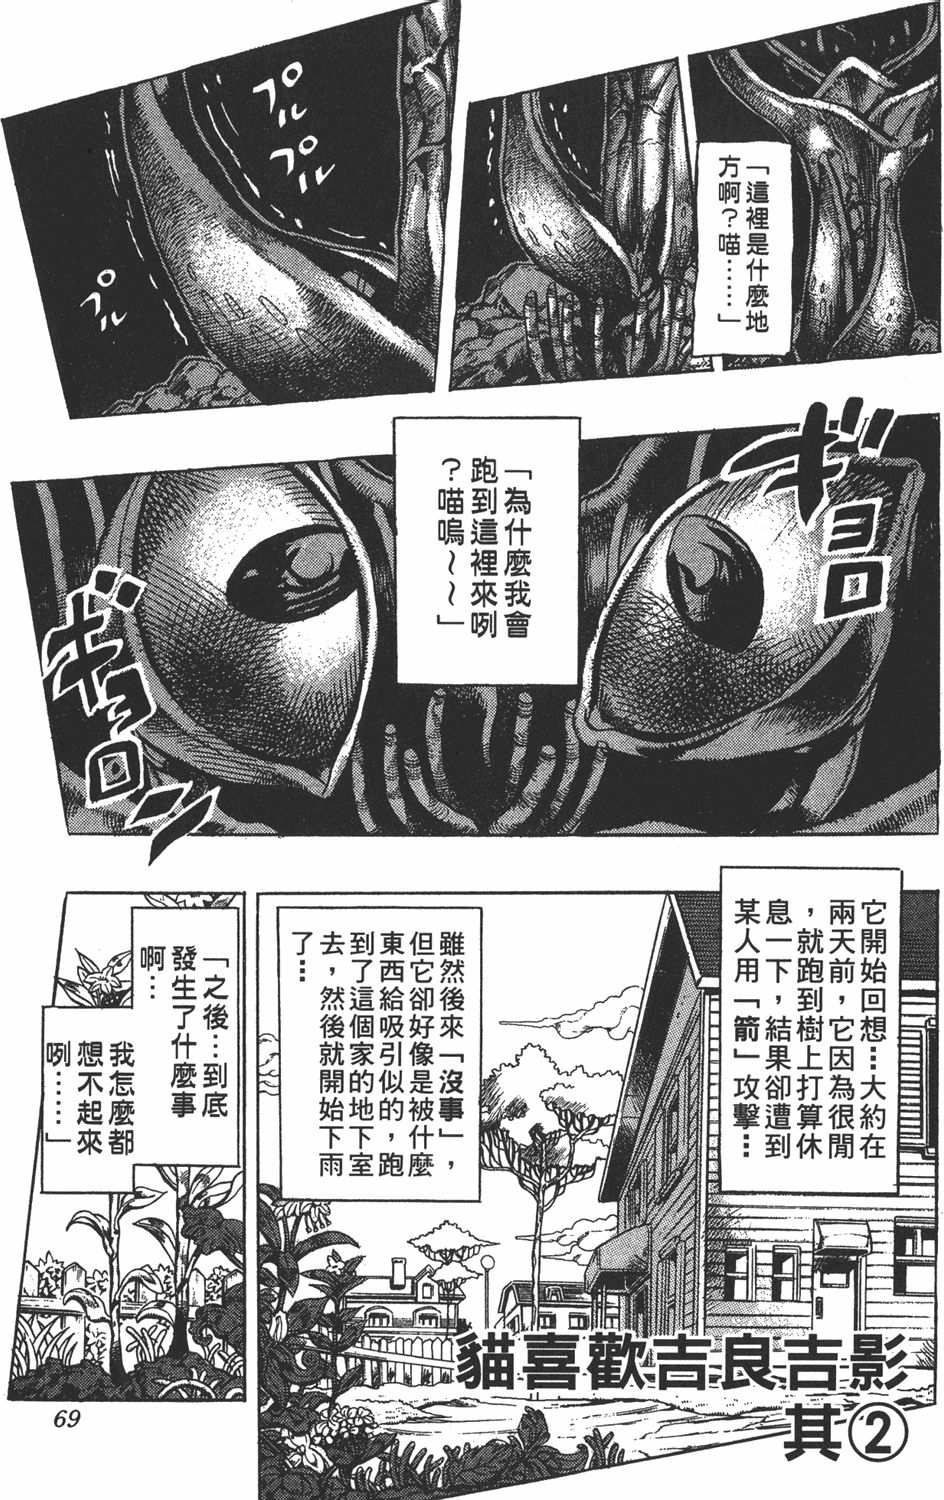 「這裡是什麼地
方啊？喵……」
プル
プル
プル
「為什麼我會
跑到這裡來咧
？喵嗚～～」
ギョロ
ギョロン
它開始回想…大約在
兩天前，它因為很閒
，就跑到樹上打算休
息一下，結果卻遭到
某人用「箭」攻擊…
雖然後來「沒事」，
但它卻好像是被什麼
東西給吸引似的，跑
到了這個家的地下室
去，然後就開始下雨
了…
貓喜歡吉良吉影
其②
「之後…到底
發生了什麼事
啊…
我怎麼都
想不起來
咧……」
69